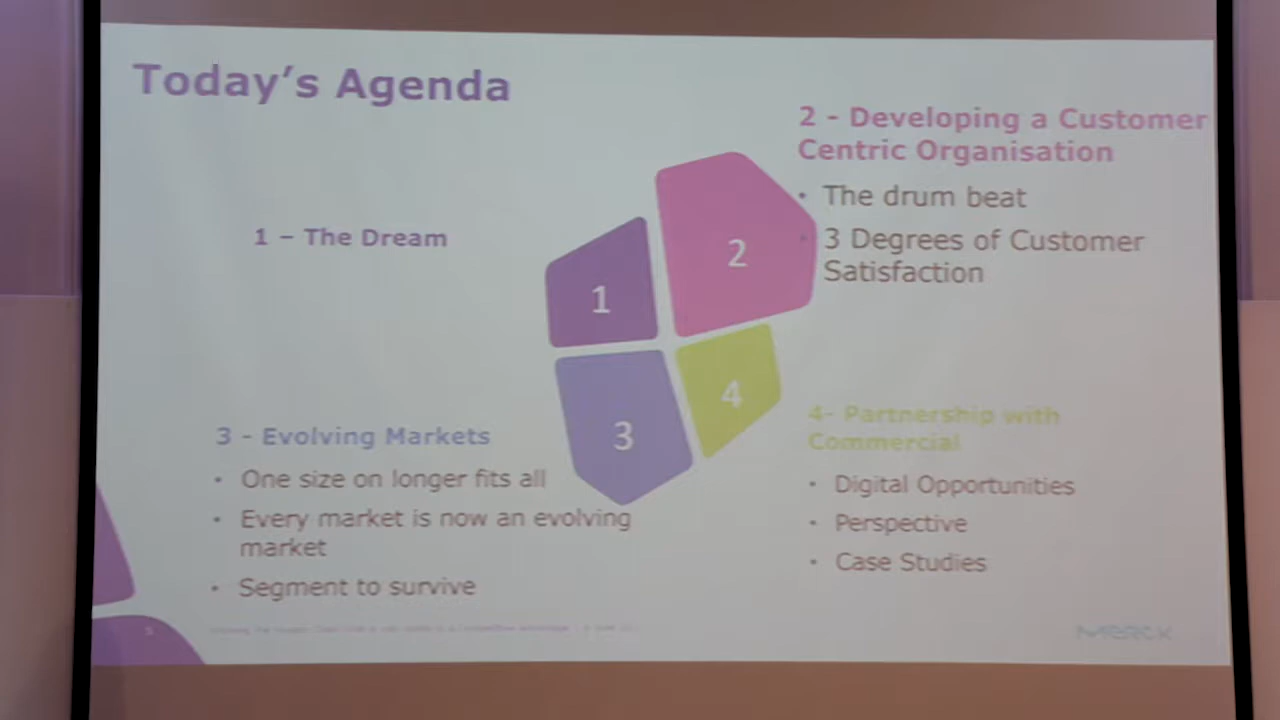 Today's Agenda
1 – The Dream
1
2
3
4
2 - Developing a Customer
Centric Organisation
• The drum beat
• 3 Degrees of Customer
Satisfaction
3 - Evolving Markets
• One size on longer fits all
• Every market is now an evolving
market
• Segment to survive
4- Partnership with
Commercial
• Digital Opportunities
• Perspective
• Case Studies
MERCK